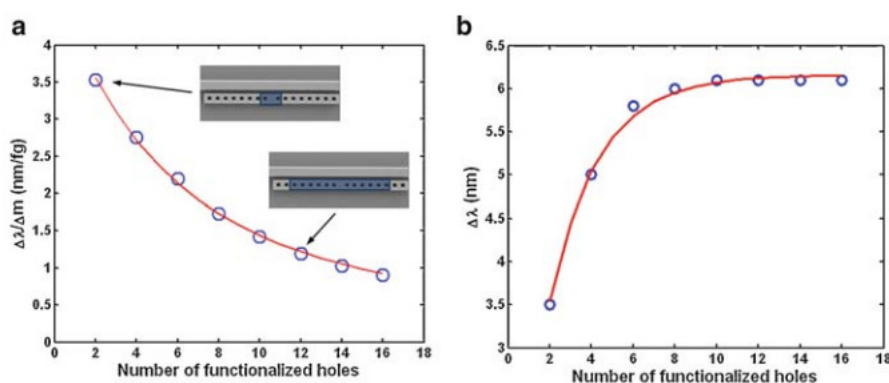 a
4
3.5
3
2.5
2
1.5
1
0.5
0
Δλ/Δm (nm/fg)
0 2 4 6 8 10 12 14 16 18
Number of functionalized holes
b
6.5
6
5.5
5
4.5
4
3.5
3
Δλ (nm)
0 2 4 6 8 10 12 14 16 18
Number of functionalized holes